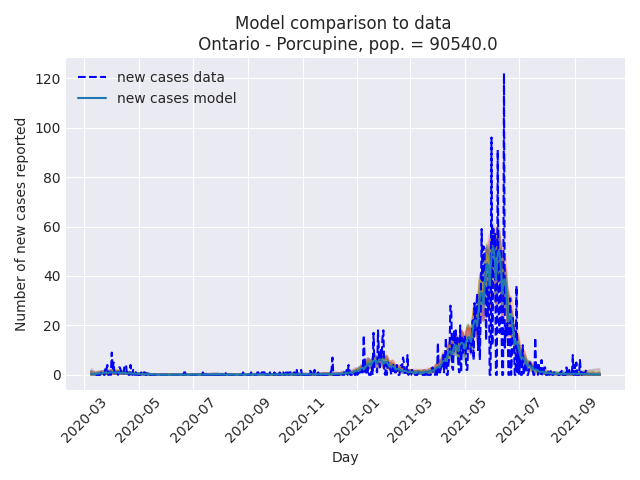 Model comparison to data
Ontario - Porcupine, pop. = 90540.0
new cases data
new cases model
Number of new cases reported
120
100
80
60
40
20
0
2020-03
2020-05
2020-07
2020-09
2020-11
2021-01
2021-03
2021-05
2021-07
2021-09
Day